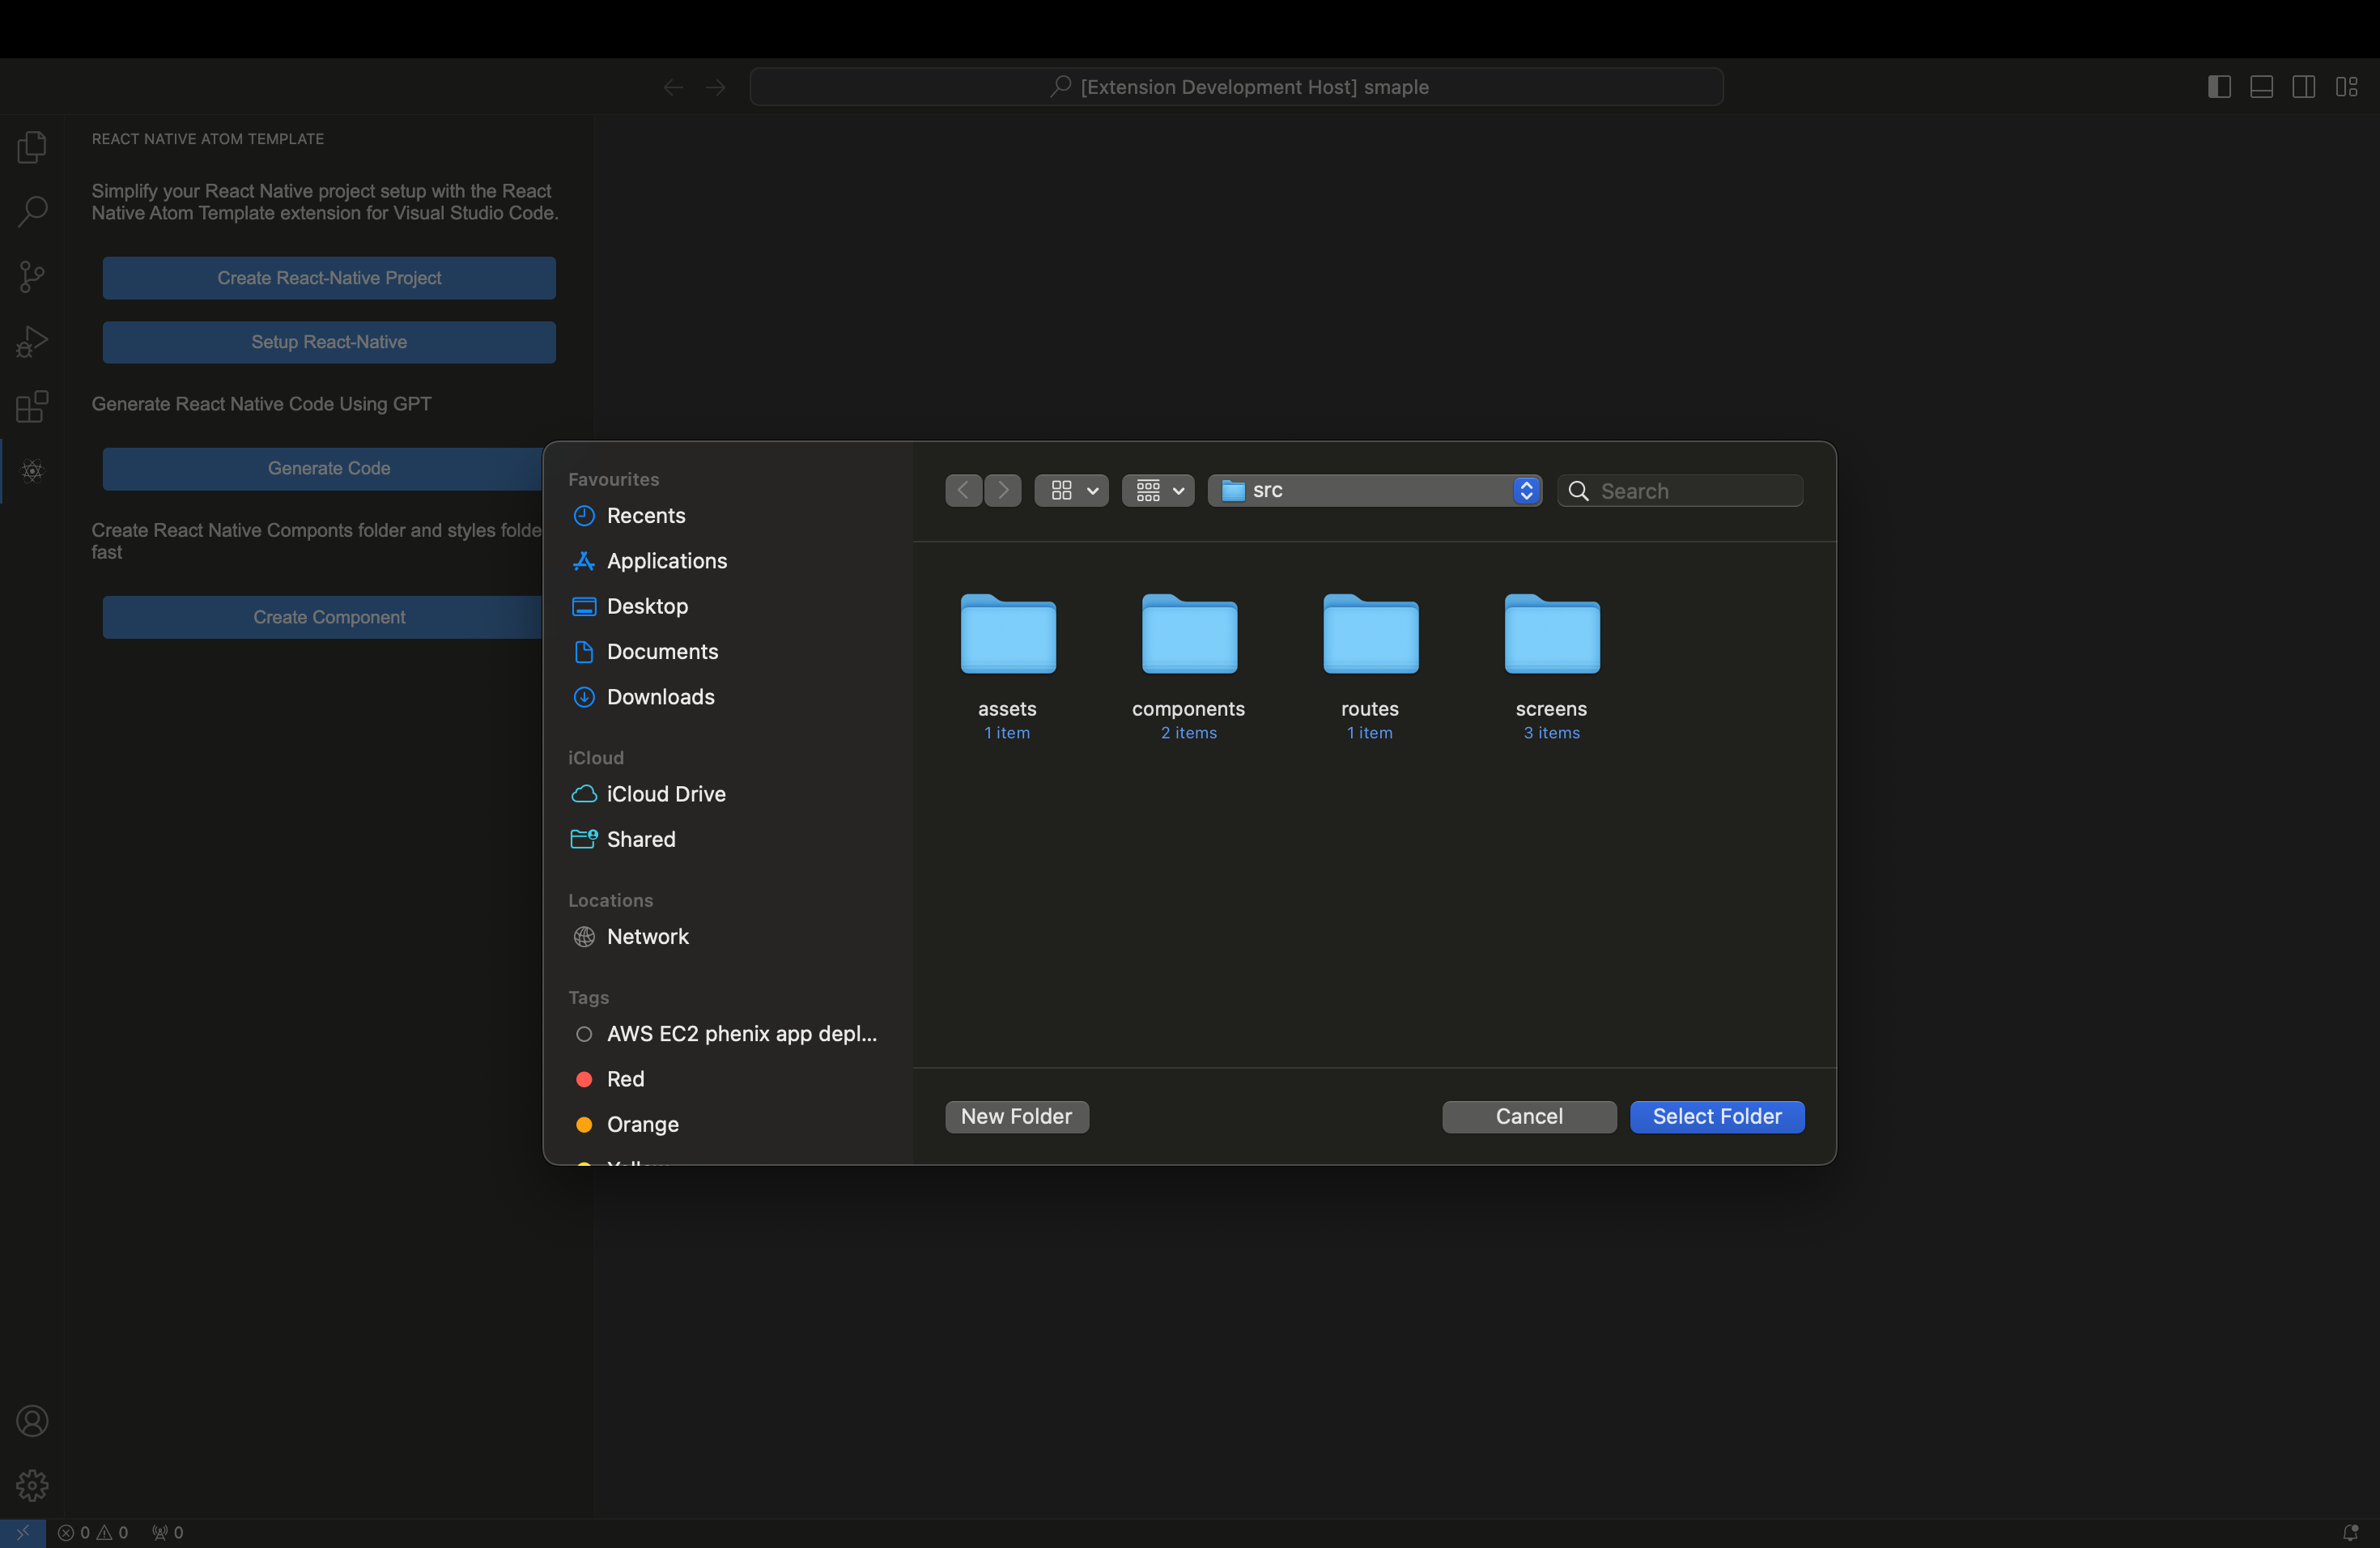 [Extension Development Host] smaple
REACT NATIVE ATOM TEMPLATE
Simplify your React Native project setup with the React
Native Atom Template extension for Visual Studio Code.
Create React-Native Project
Setup React-Native
Generate React Native Code Using GPT
Generate Code
Create React Native Componts folder and styles folde
fast
Create Component
Favourites
Recents
Applications
Desktop
Documents
Downloads
iCloud
iCloud Drive
Shared
Locations
Network
Tags
AWS EC2 phenix app depl...
Red
Orange
Yellow
src
Search
assets
1 item
components
2 items
routes
1 item
screens
3 items
New Folder
Cancel
Select Folder
0
0
0